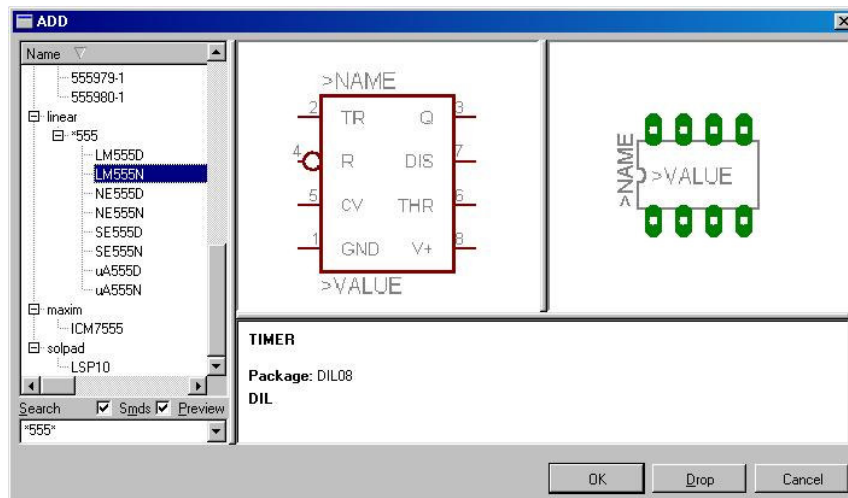 ADD
Name
555979-1
555980-1
linear
*555
LM555D
LM555N
NE555D
NE555N
SE555D
SE555N
uA555D
uA555N
maxim
ICM7555
solpad
LSP10
Search Smds Preview
*555*
>NAME
2 TR Q 3
4 R DIS 7
5 CV THR 6
1 GND V+ 8
>VALUE
>NAME
>VALUE
TIMER
Package: DIL08
DIL
OK Drop Cancel